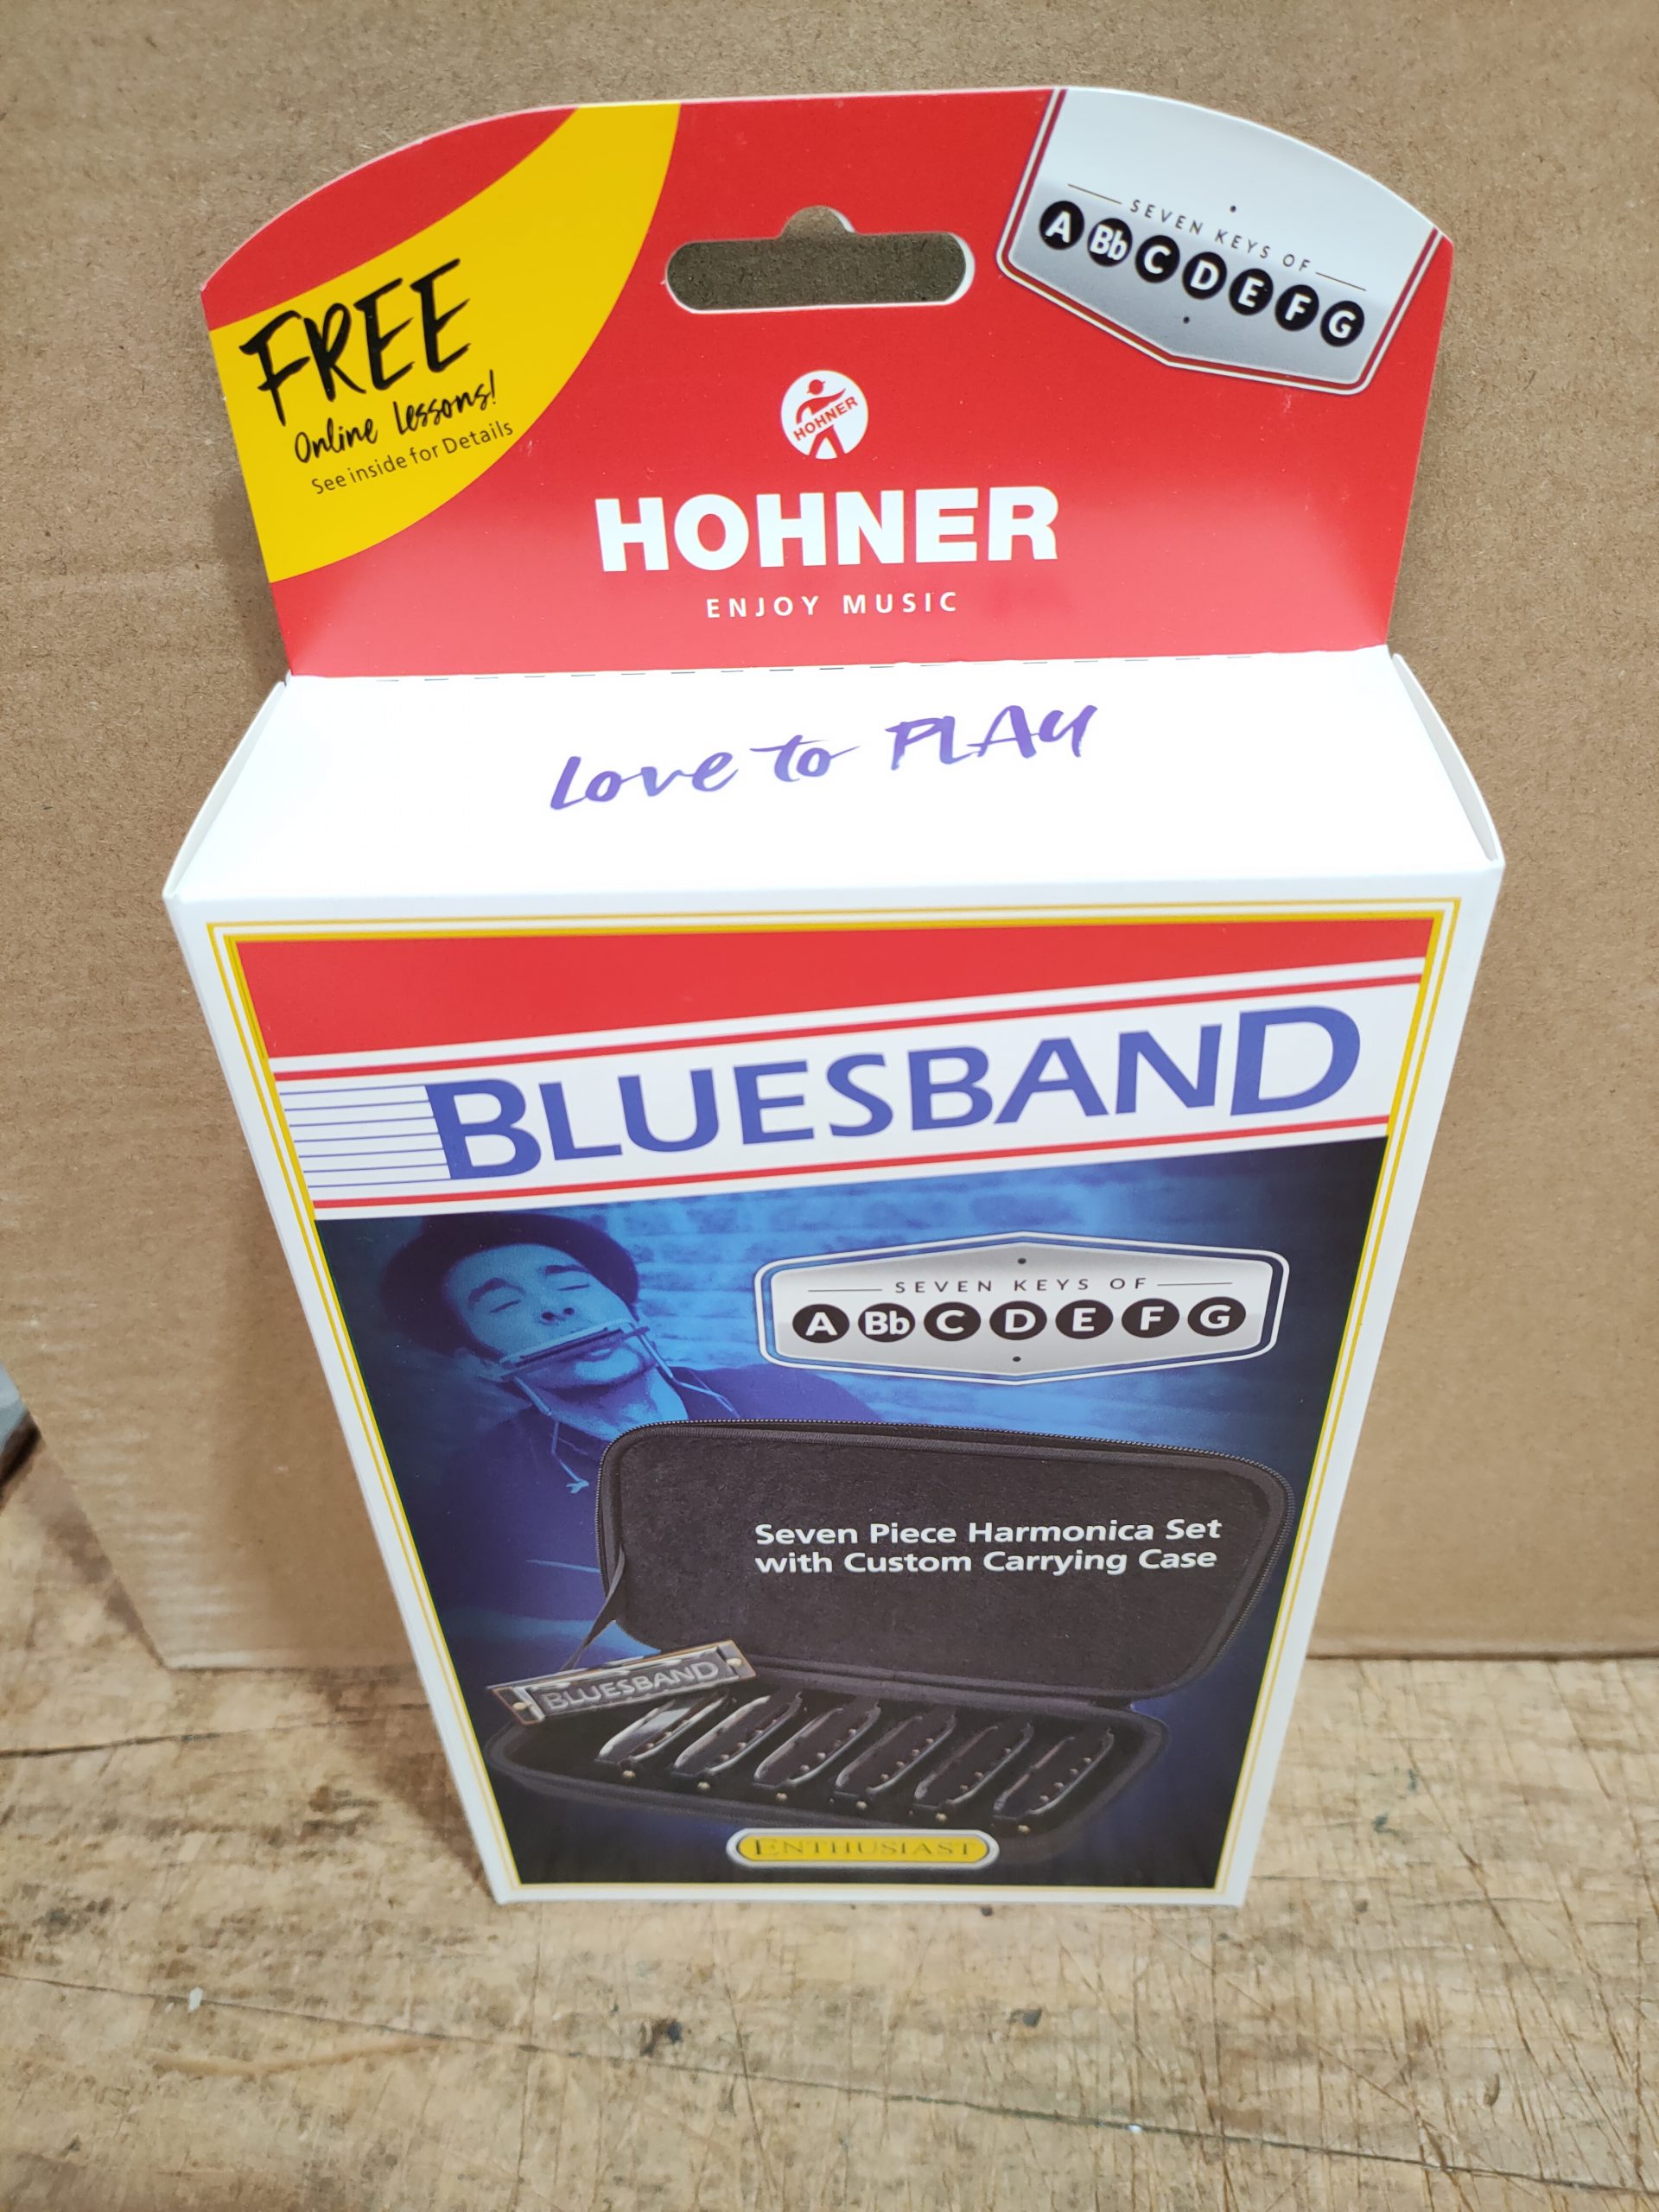 FREE
Online Lessons!
See inside for Details
SEVEN KEYS OF
A Bb C D E F G
HOHNER
HOHNER
ENJOY MUSIC
Love to PLAY
BLUESBAND
SEVEN KEYS OF
A Bb C D E F G
Seven Piece Harmonica Set
with Custom Carrying Case
BLUESBAND
ENTHUSIAST